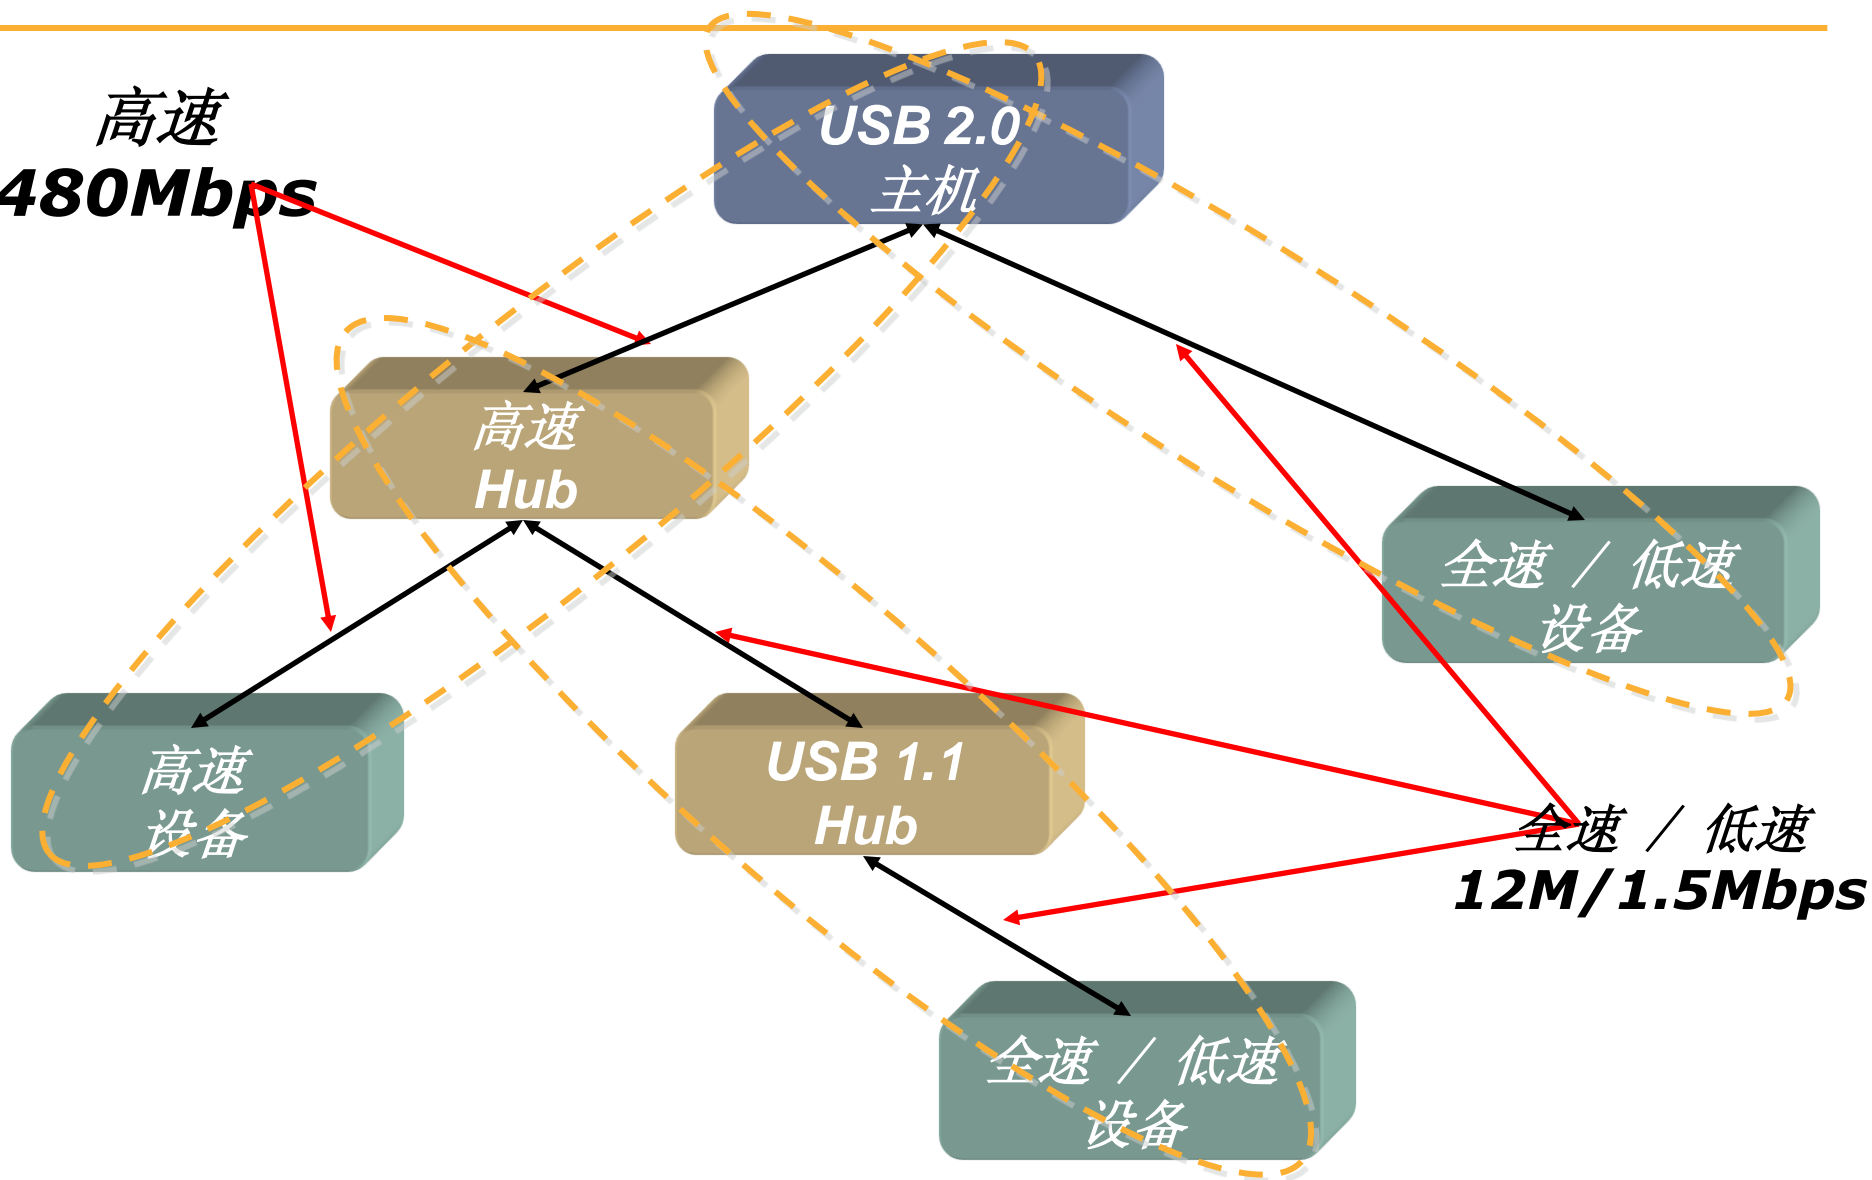 高速
480Mbps
USB 2.0
主机
高速
Hub
全速 / 低速
设备
高速
设备
USB 1.1
Hub
全速 / 低速
12M/1.5Mbps
全速 / 低速
设备